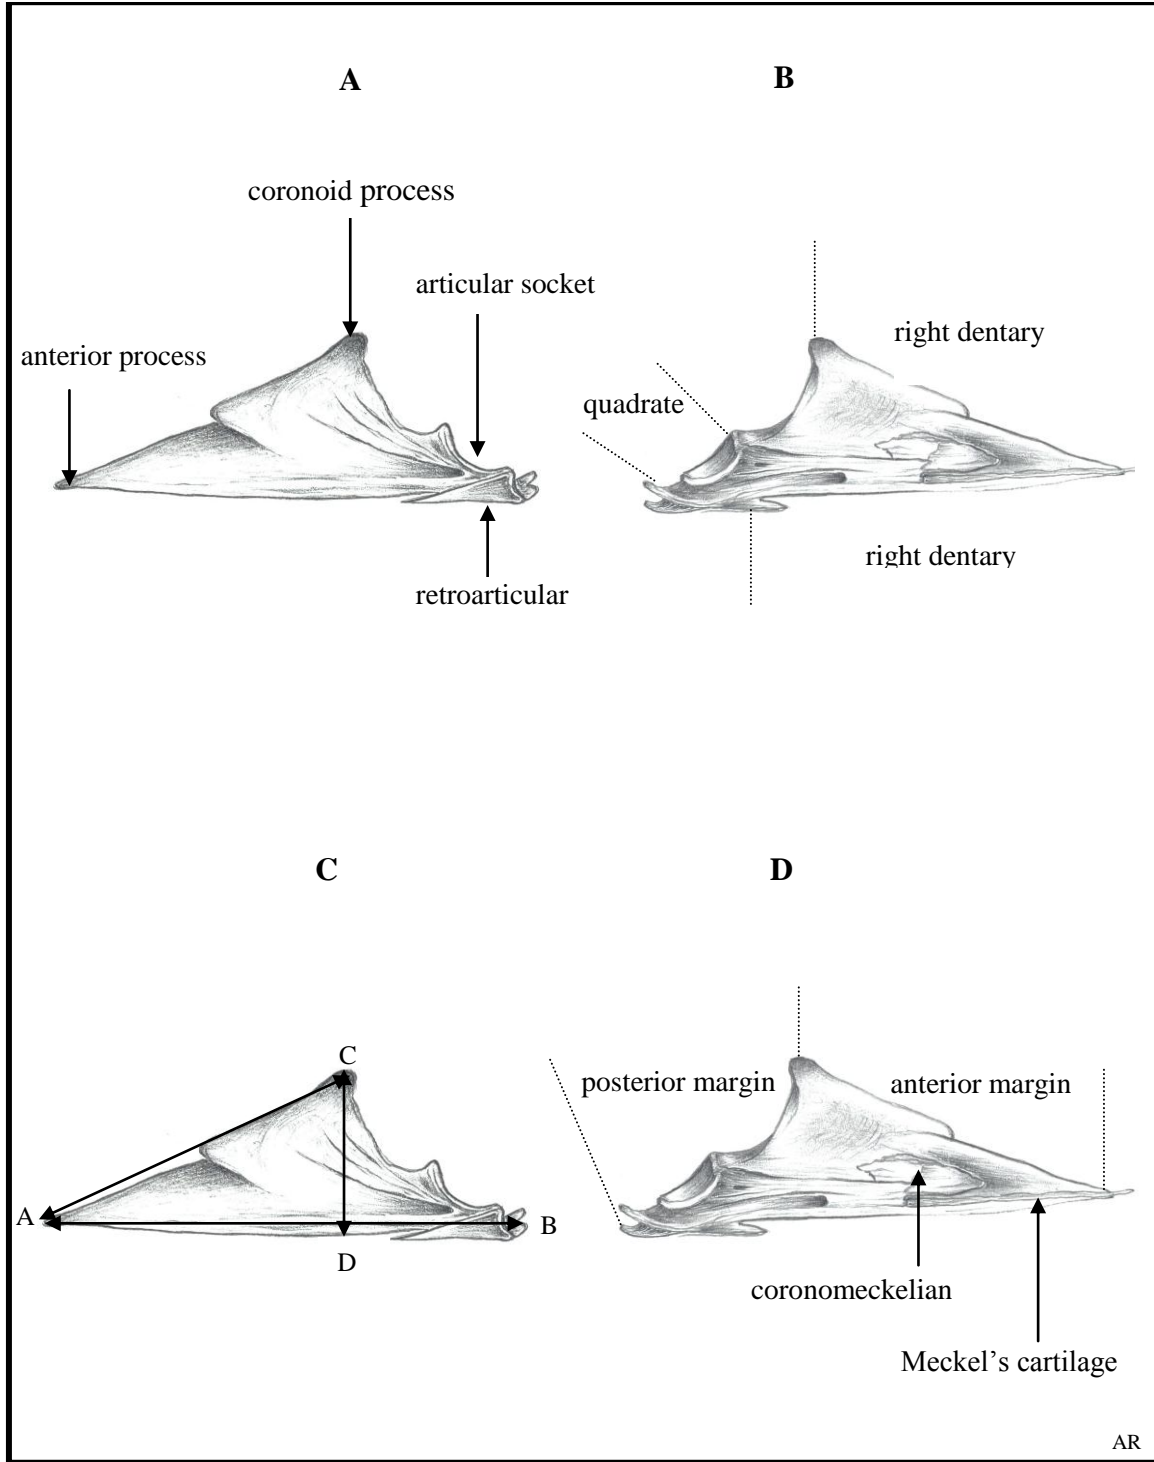 A
B
coronoid process
articular socket
right dentary
anterior process
quadrate
right dentary
retroarticular
C
D
C
posterior margin
anterior margin
A
B
D
coronomeckelian
Meckel’s cartilage
AR